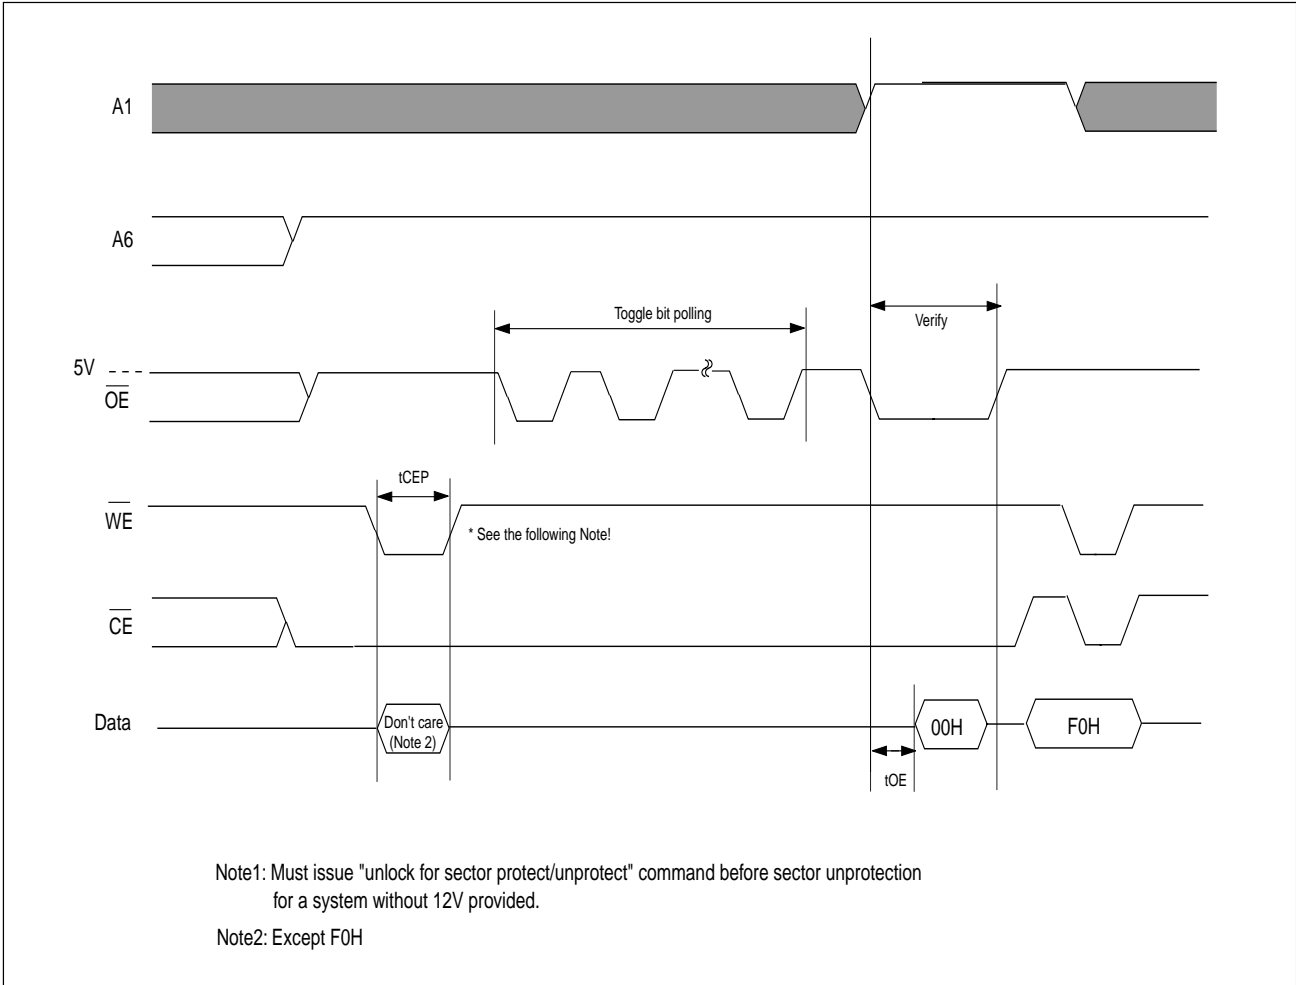 A1
A6
Toggle bit polling
Verify
5V
OE
tCEP
WE
* See the following Note!
CE
Data
Don't care
(Note 2)
00H
F0H
tOE
Note1: Must issue "unlock for sector protect/unprotect" command before sector unprotection
for a system without 12V provided.
Note2: Except F0H